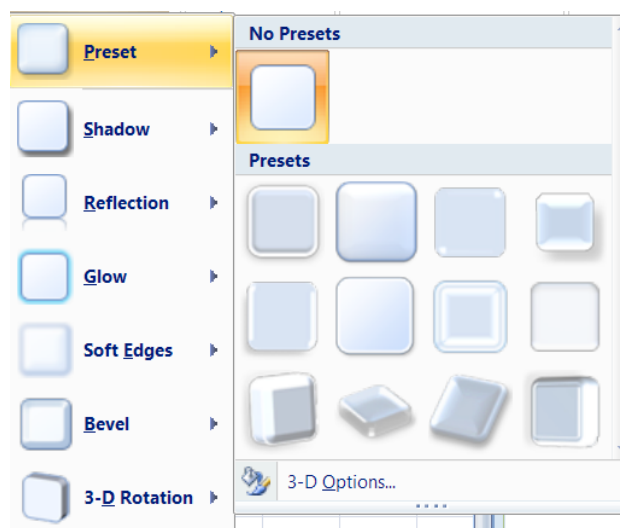 Preset
Shadow
Reflection
Glow
Soft Edges
Bevel
3-D Rotation
No Presets
Presets
3-D Options...